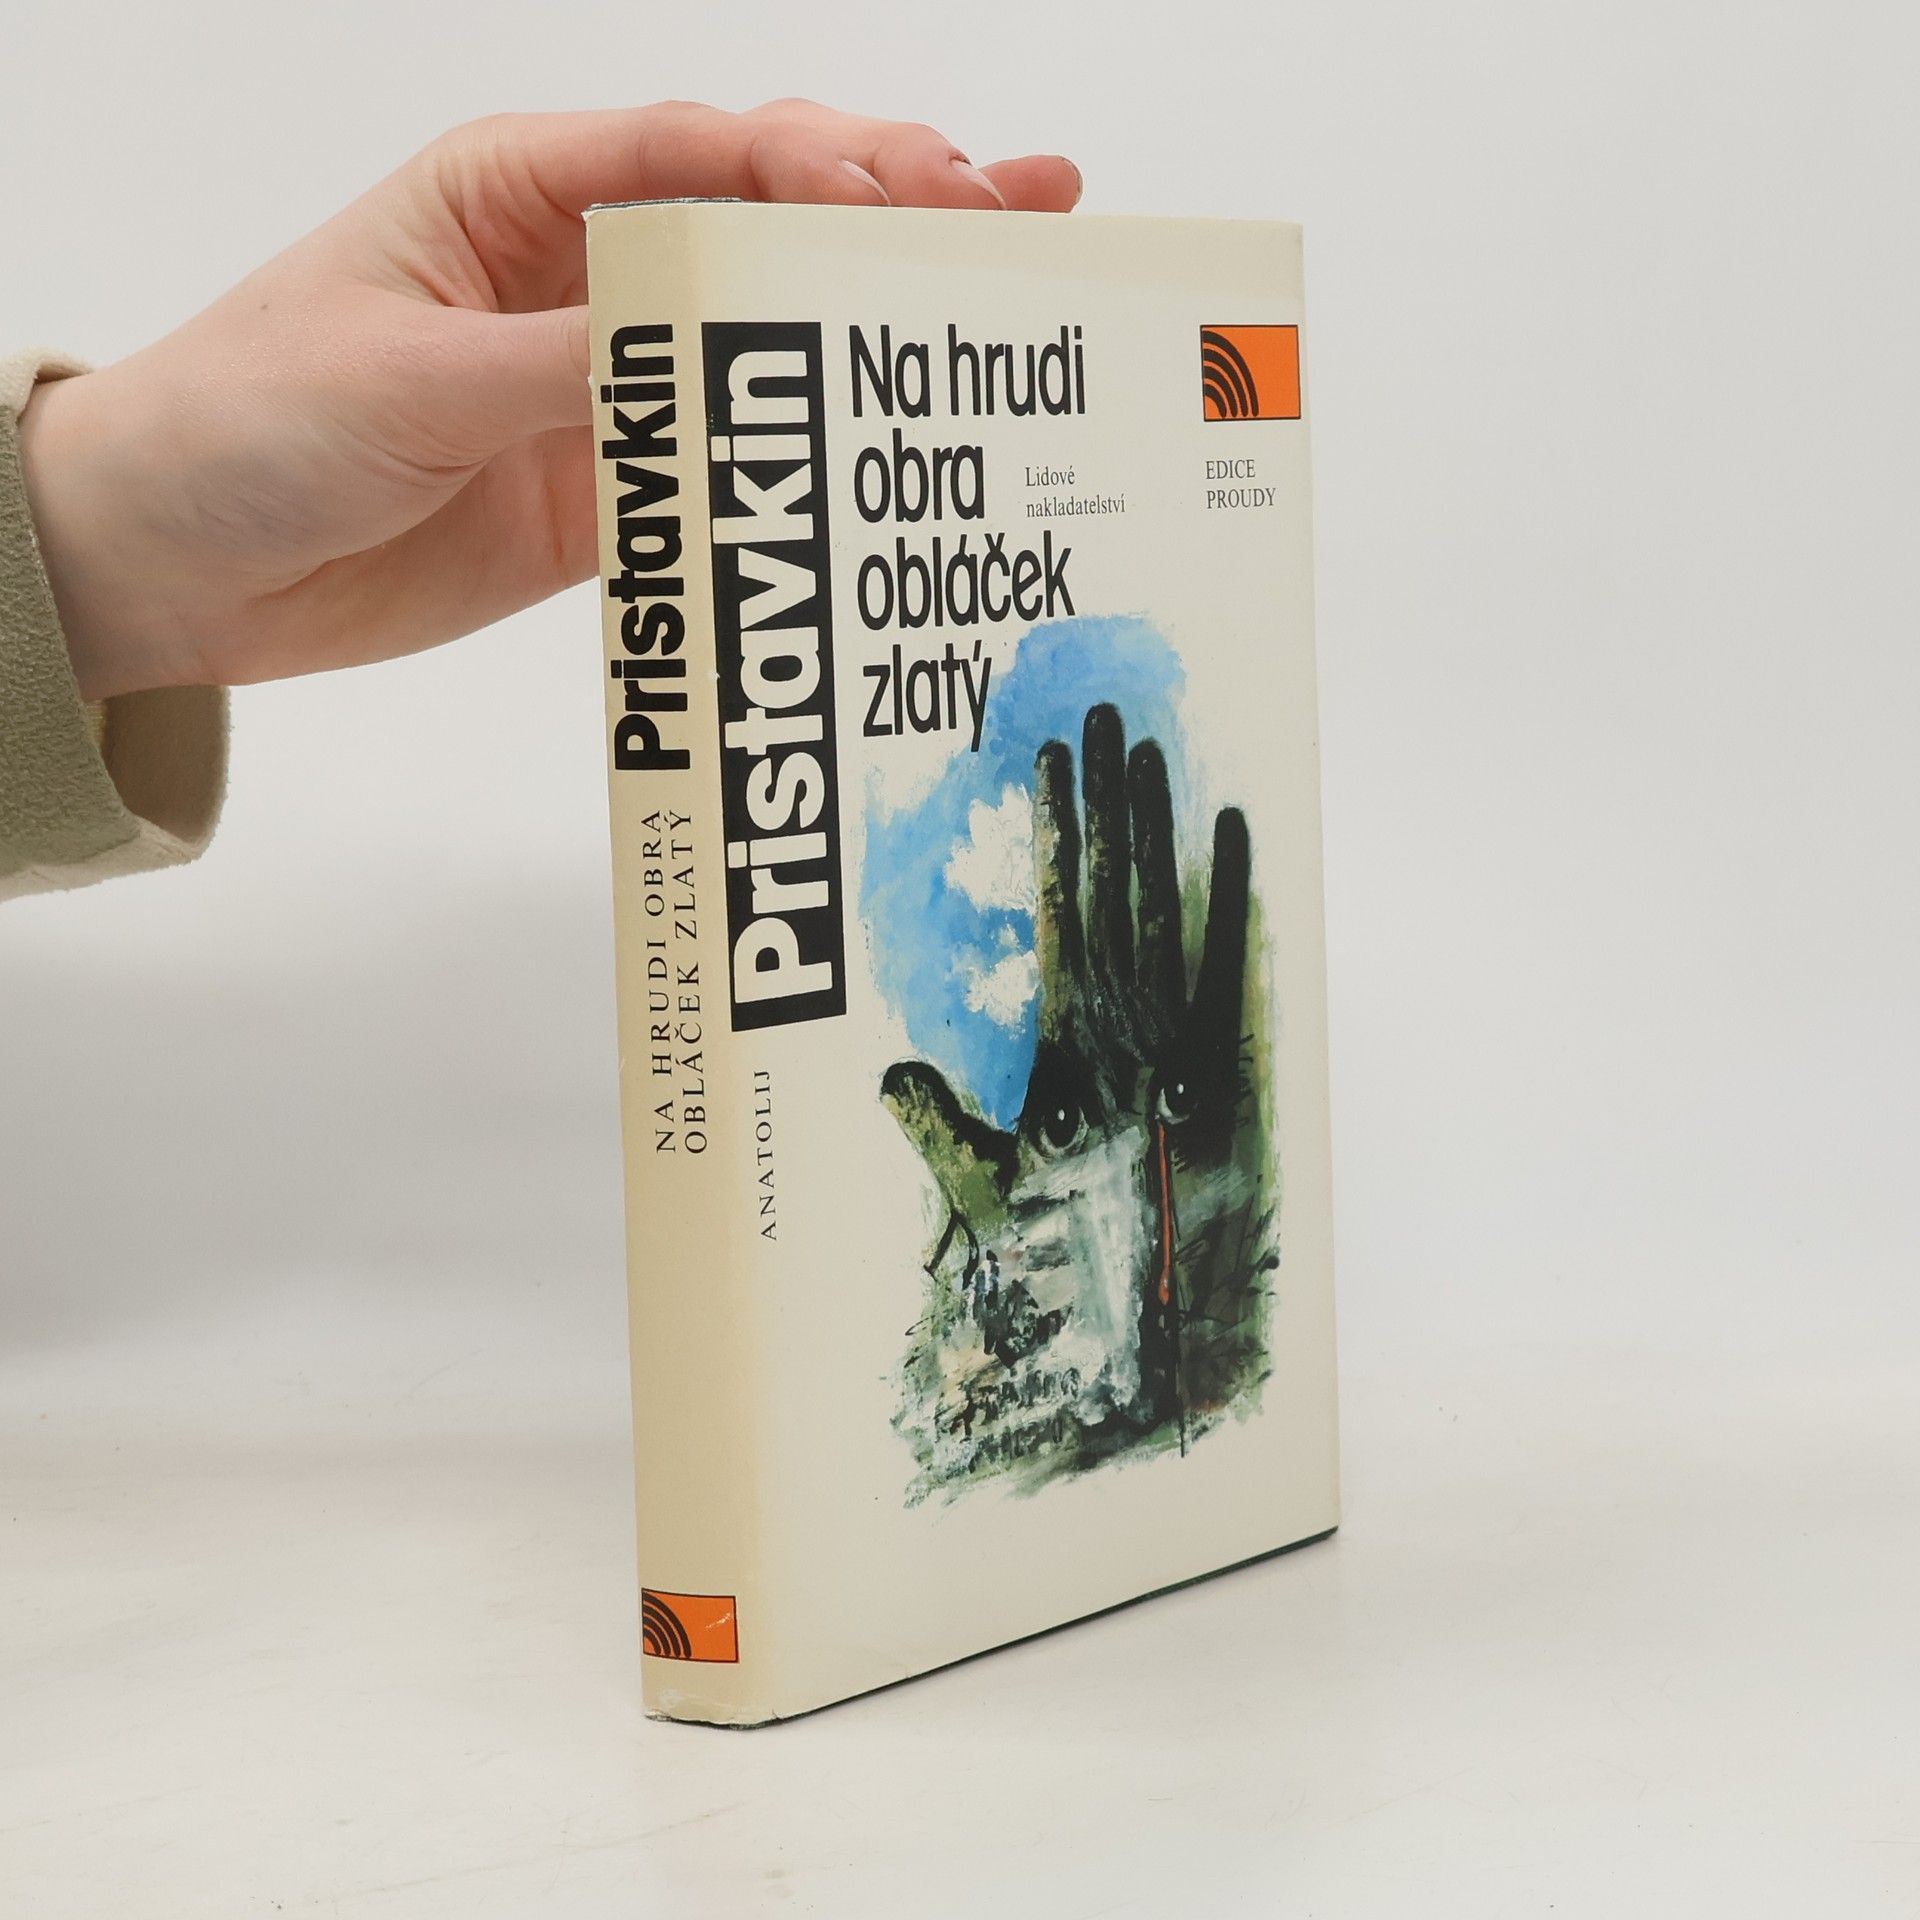 Pristavkin
NA HRUDI OBRA
OBLÁČEK ZLATÝ
Pristavkin
ANATOLIJ
Na hrudi
obra
obláček
zlatý
Lidové
nakladatelství
EDICE
PROUDY